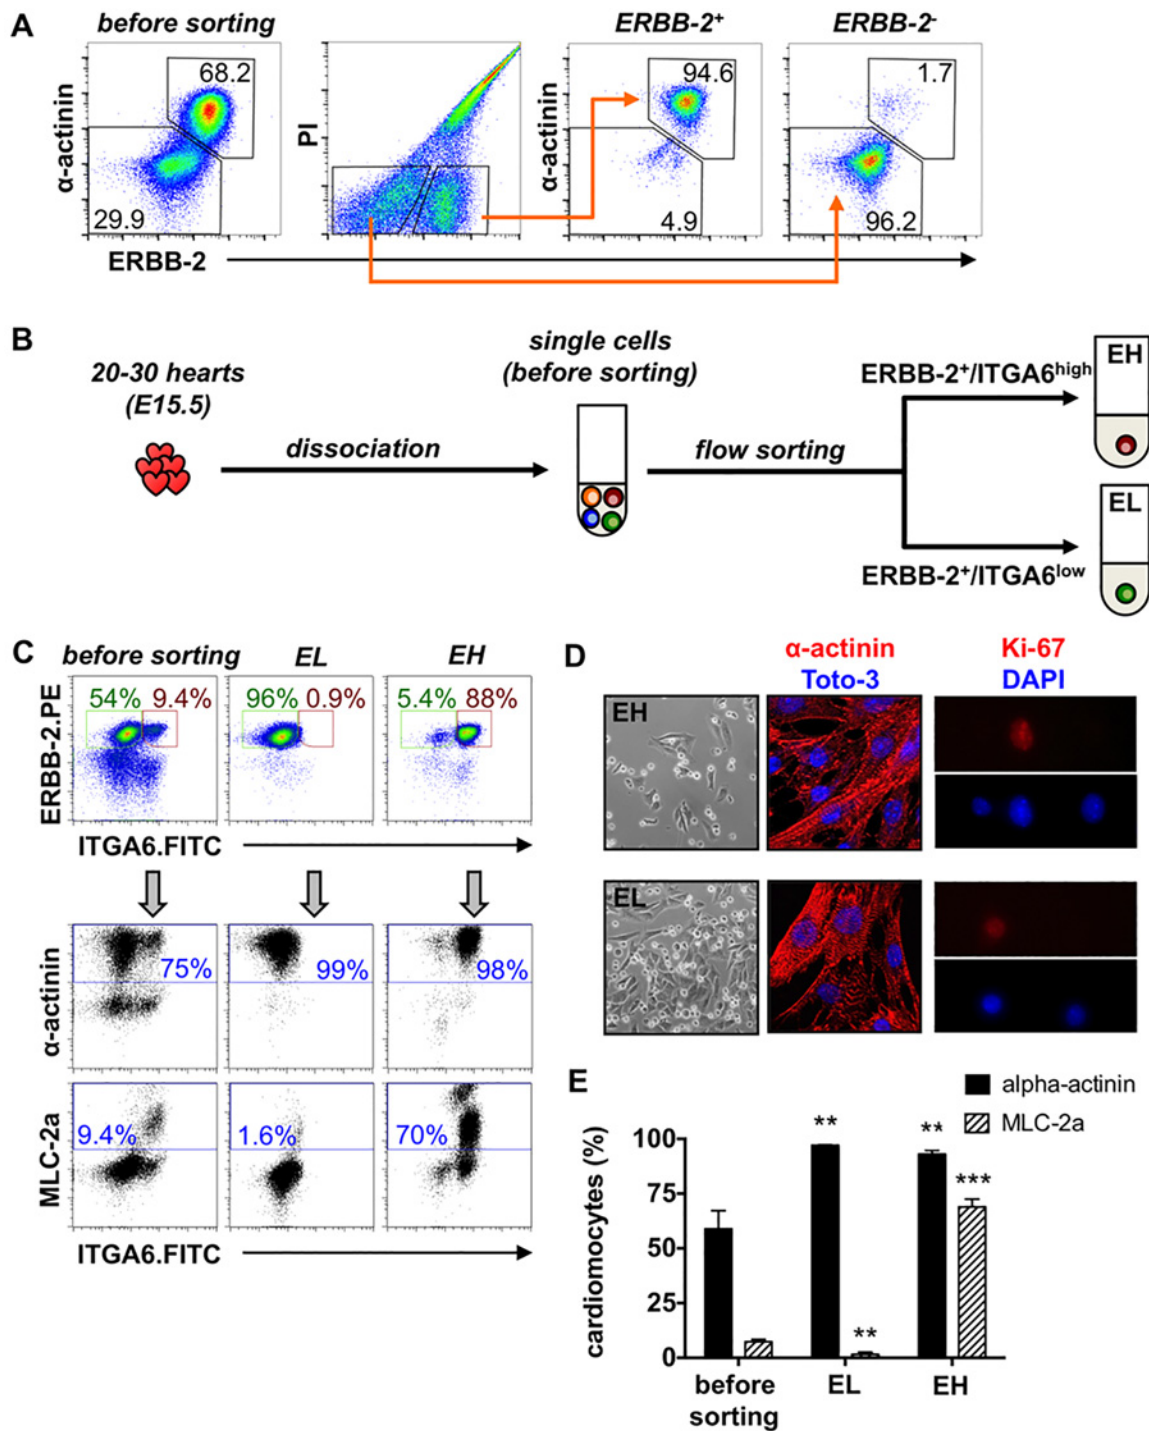 A
before sorting
ERBB-2⁺
ERBB-2⁻
α-actinin
68.2
29.9
PI
α-actinin
94.6
4.9
1.7
96.2
ERBB-2
B
20-30 hearts
(E15.5)
dissociation
single cells
(before sorting)
flow sorting
ERBB-2⁺/ITGA6ʰⁱᵍʰ
EH
ERBB-2⁺/ITGA6ˡᵒʷ
EL
C
before sorting
EL
EH
ERBB-2.PE
54% 9.4%
96% 0.9%
5.4% 88%
ITGA6.FITC
α-actinin
75%
99%
98%
MLC-2a
9.4%
1.6%
70%
ITGA6.FITC
D
α-actinin
Toto-3
Ki-67
DAPI
EH
EL
E
alpha-actinin
MLC-2a
cardiomocytes (%)
100
75
50
25
0
**
**
**
***
before
sorting
EL
EH